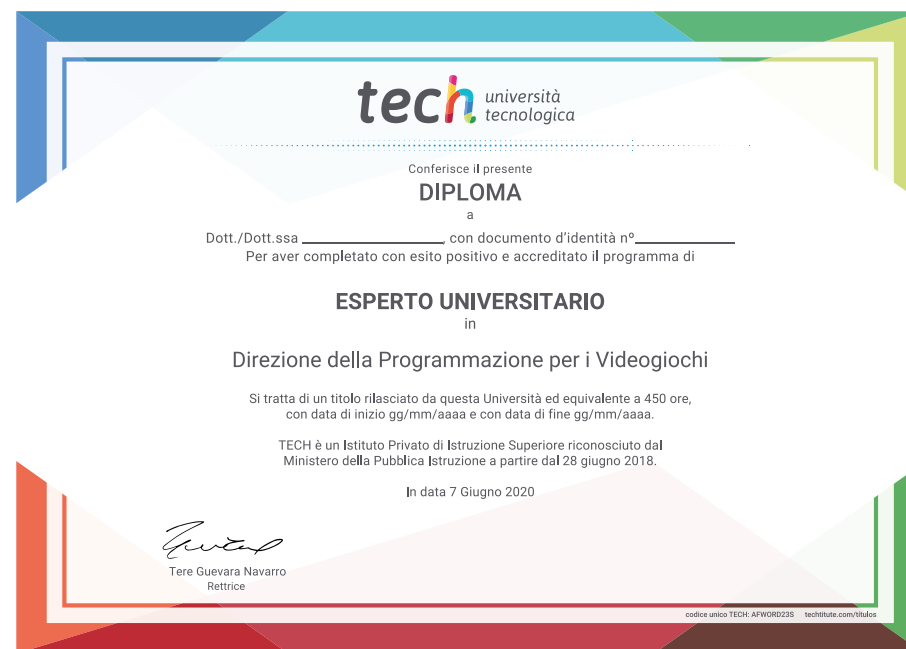 tech università
tecnologica
Conferisce il presente
DIPLOMA
a
Dott./Dott.ssa ____________________, con documento d'identità nº______________
Per aver completato con esito positivo e accreditato il programma di
ESPERTO UNIVERSITARIO
in
Direzione della Programmazione per i Videogiochi
Si tratta di un titolo rilasciato da questa Università ed equivalente a 450 ore,
con data di inizio gg/mm/aaaa e con data di fine gg/mm/aaaa.
TECH è un Istituto Privato di Istruzione Superiore riconosciuto dal
Ministero della Pubblica Istruzione a partire dal 28 giugno 2018.
In data 7 Giugno 2020
Tere Guevara Navarro
Rettrice
codice unico TECH: AFWORD23S techtitute.com/titulos